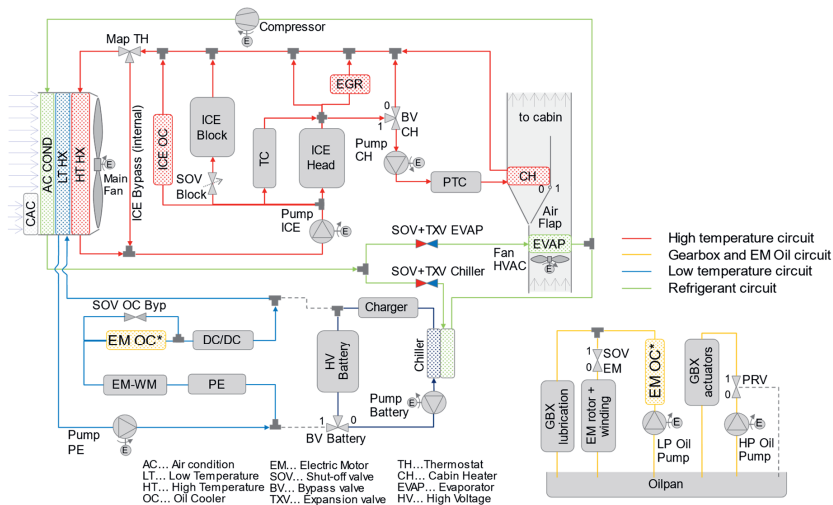 Compressor
E
Map TH
EGR
0
1
BV
CH
to cabin
ICE
Block
ICE OC
TC
ICE
Head
Pump
CH
E
AC COND
LT HX
HT HX
E
Main
Fan
ICE Bypass (internal)
SOV
Block
PTC
CH
0
1
CAC
Pump
ICE
E
Air
Flap
SOV+TXV EVAP
EVAP
Fan
HVAC
E
SOV+TXV Chiller
High temperature circuit
Gearbox and EM Oil circuit
Low temperature circuit
Refrigerant circuit
SOV OC Byp
Charger
EM OC*
DC/DC
HV
Battery
Chiller
EM-WM
PE
Pump
Battery
E
Pump
PE
E
1
0
BV Battery
1
0
SOV
EM
EM OC*
GBX
actuators
1
0
PRV
GBX
lubrication
EM rotor +
winding
E
LP Oil
Pump
E
HP Oil
Pump
Oilpan
AC... Air condition
LT... Low Temperature
HT... High Temperature
OC... Oil Cooler
EM... Electric Motor
SOV... Shut-off valve
BV... Bypass valve
TXV... Expansion valve
TH...Thermostat
CH... Cabin Heater
EVAP... Evaporator
HV... High Voltage